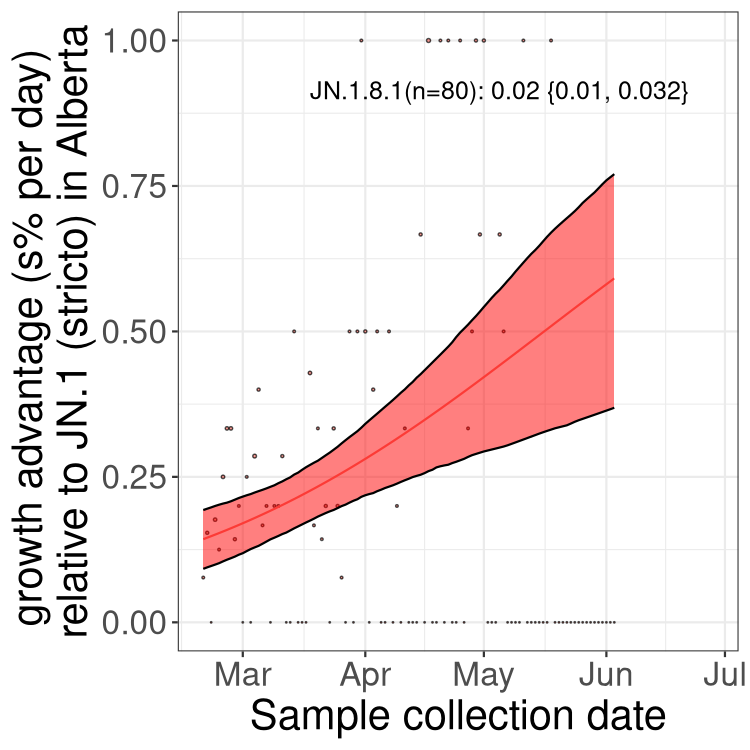 growth advantage (s% per day)
relative to JN.1 (stricto) in Alberta
1.00
0.75
0.50
0.25
0.00
JN.1.8.1(n=80): 0.02 {0.01, 0.032}
Mar Apr May Jun Jul
Sample collection date